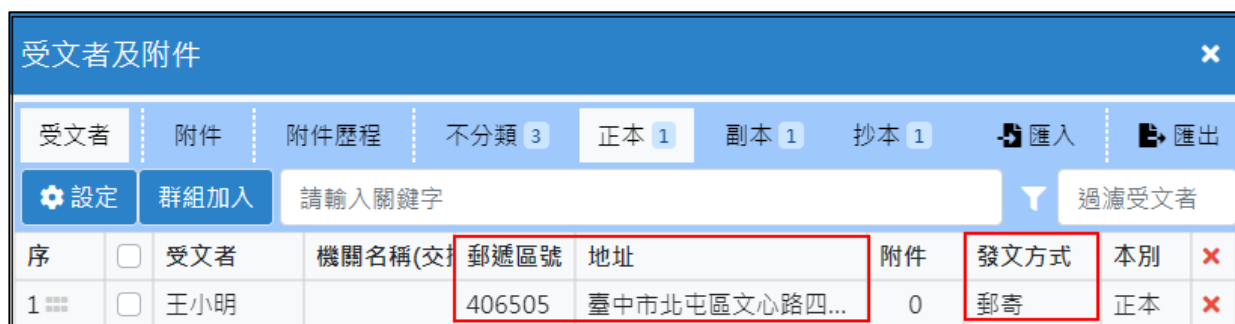 受文者及附件
受文者 附件 附件歷程 不分類 3 正本 1 副本 1 抄本 1 匯入 匯出
設定 群組加入 請輸入關鍵字 過濾受文者
序 受文者 機關名稱(交 郵遞區號 地址 附件 發文方式 本別
1 王小明 406505 臺中市北屯區文心路四... 0 郵寄 正本